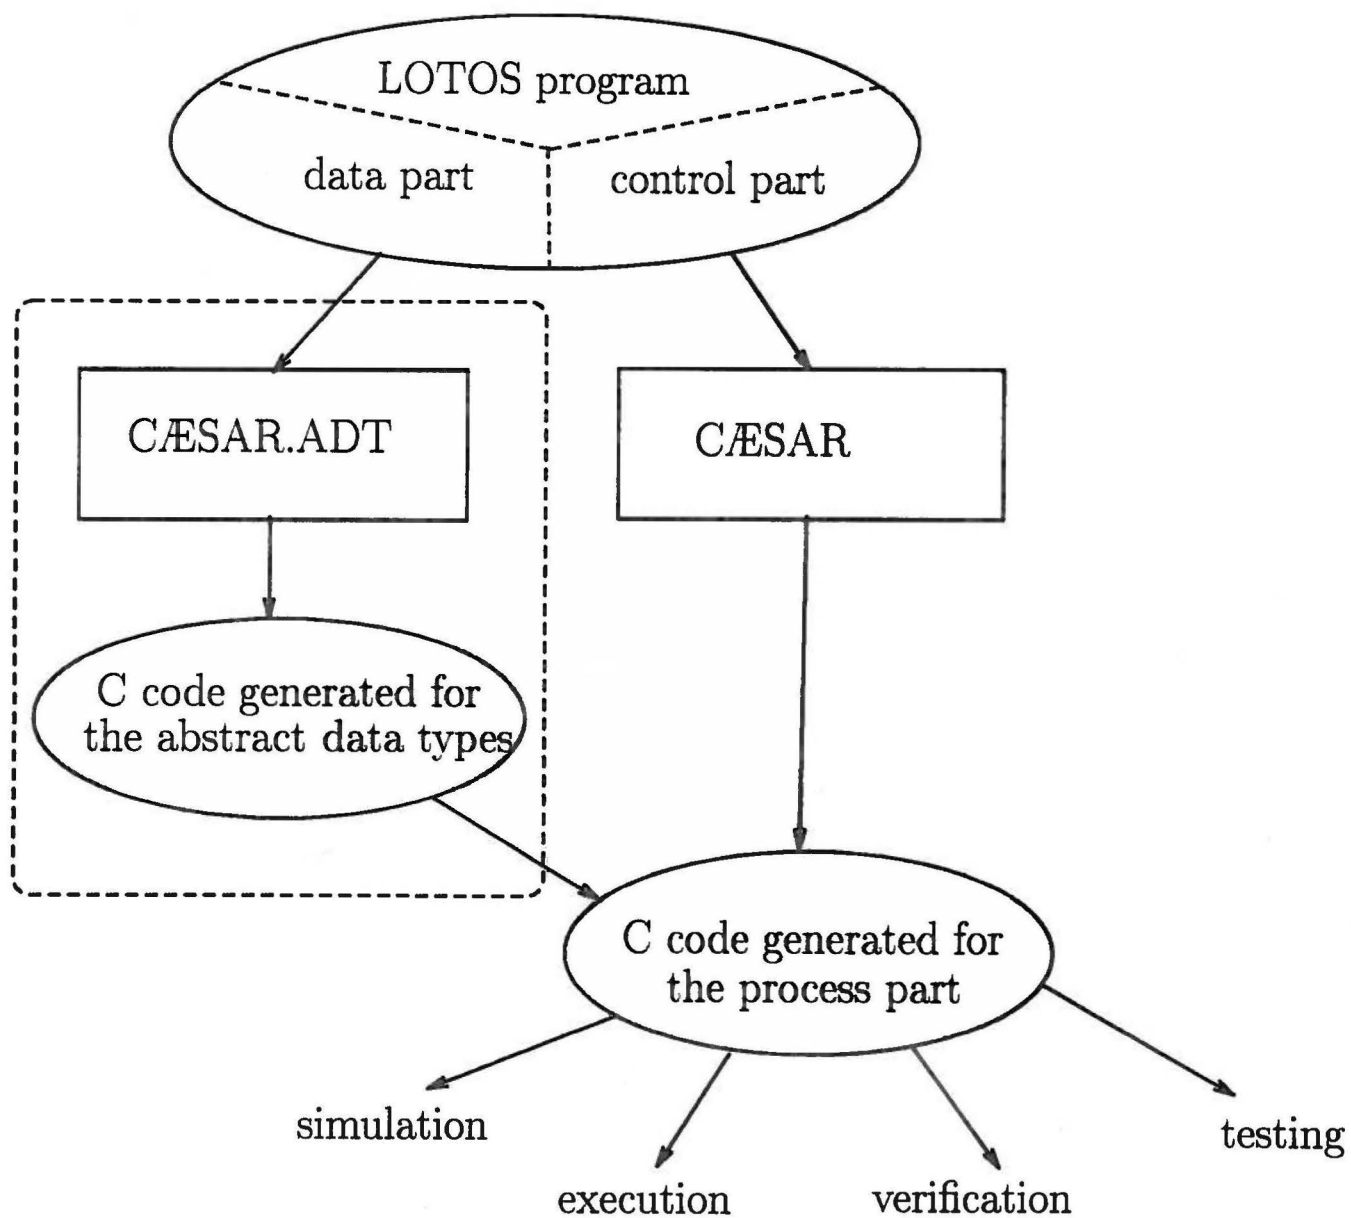 LOTOS program
data part
control part
CÆSAR.ADT
CÆSAR
C code generated for
the abstract data types
C code generated for
the process part
simulation
testing
execution
verification